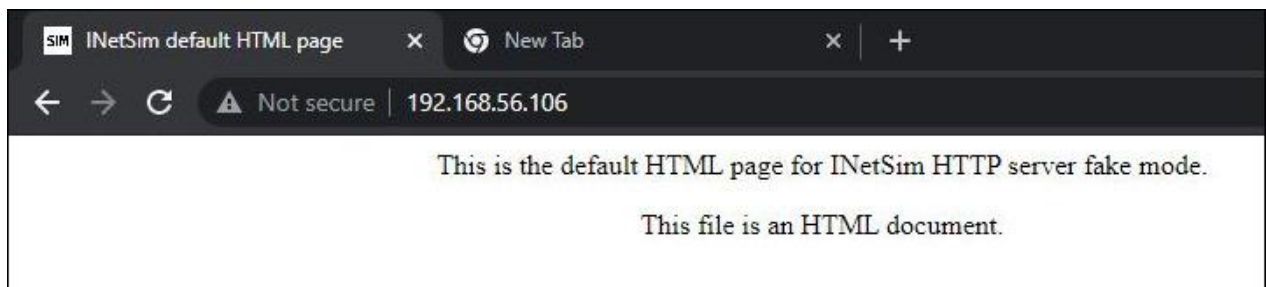 SIM INetSim default HTML page New Tab
Not secure 192.168.56.106
This is the default HTML page for INetSim HTTP server fake mode.
This file is an HTML document.